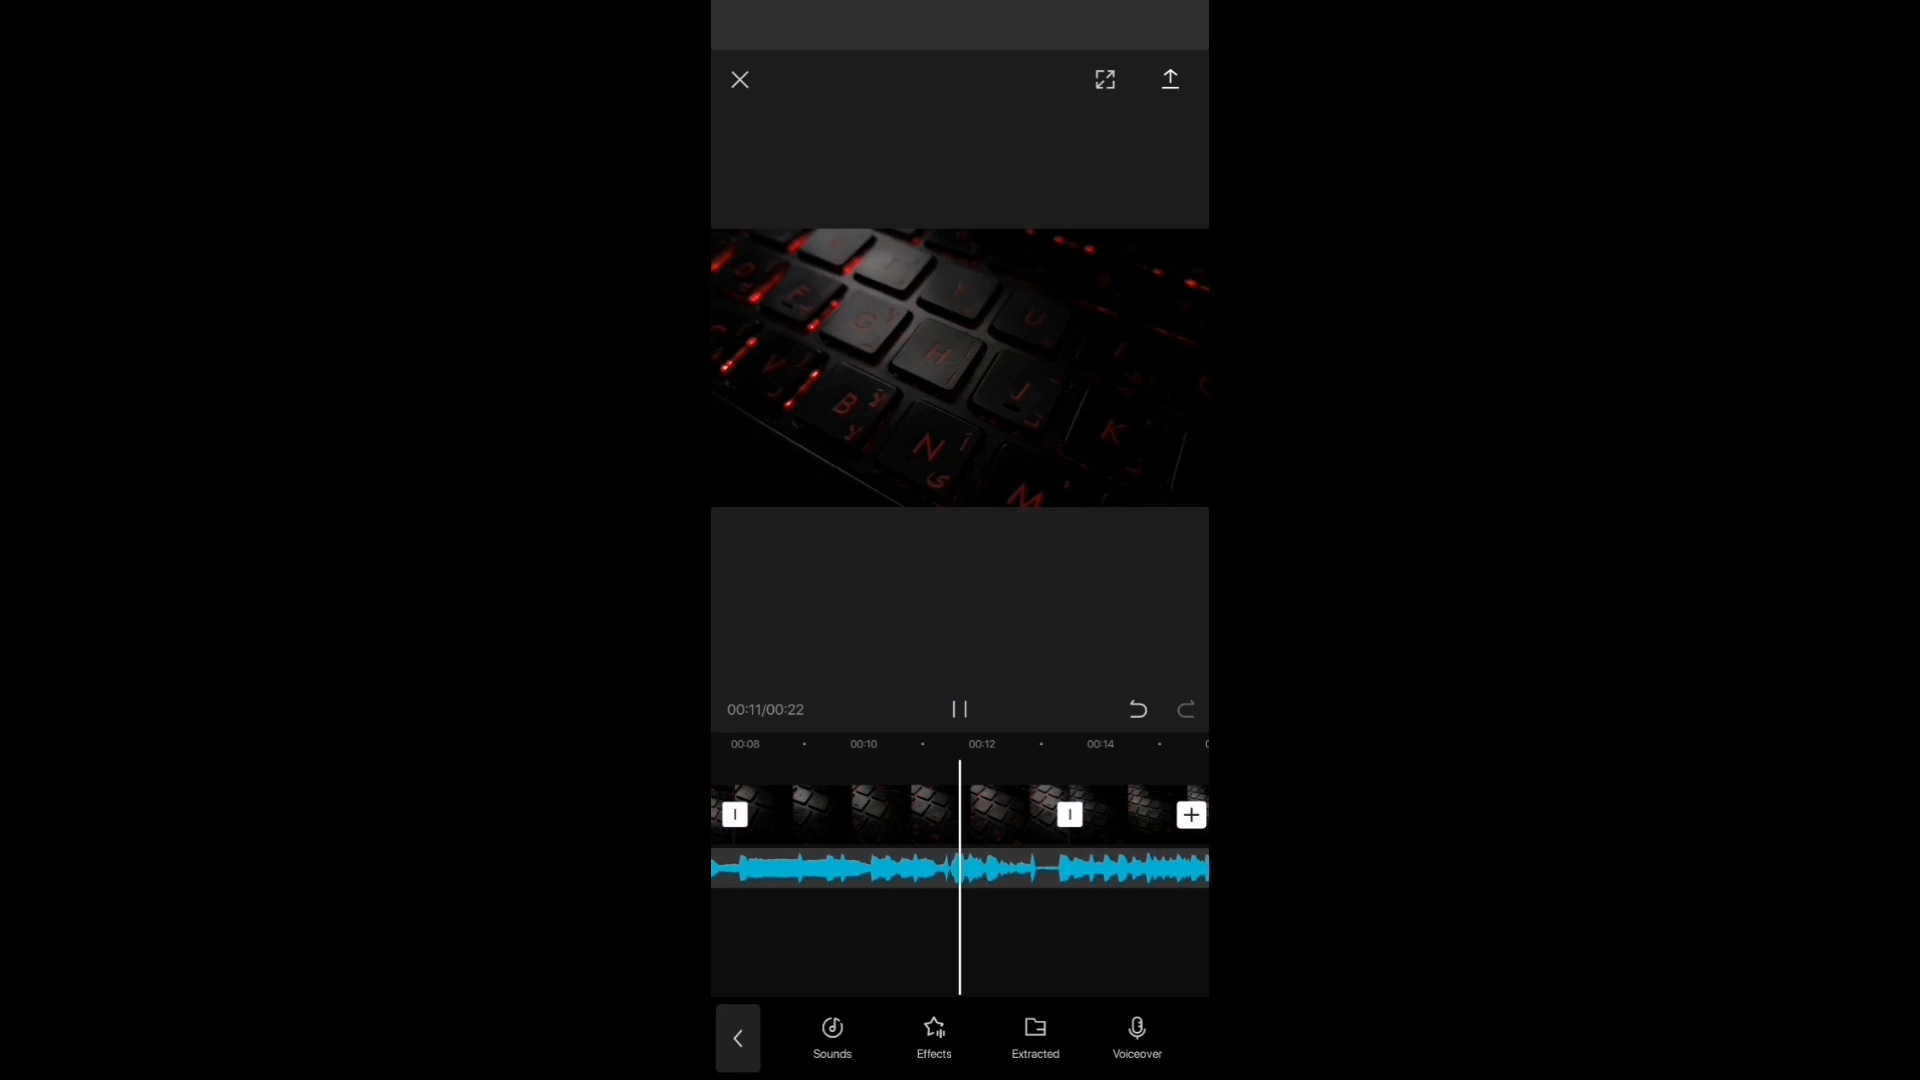 Y U
D F G H J K
V B N M
00:11/00:22
00:08 00:10 00:12 00:14
Sounds Effects Extracted Voiceover